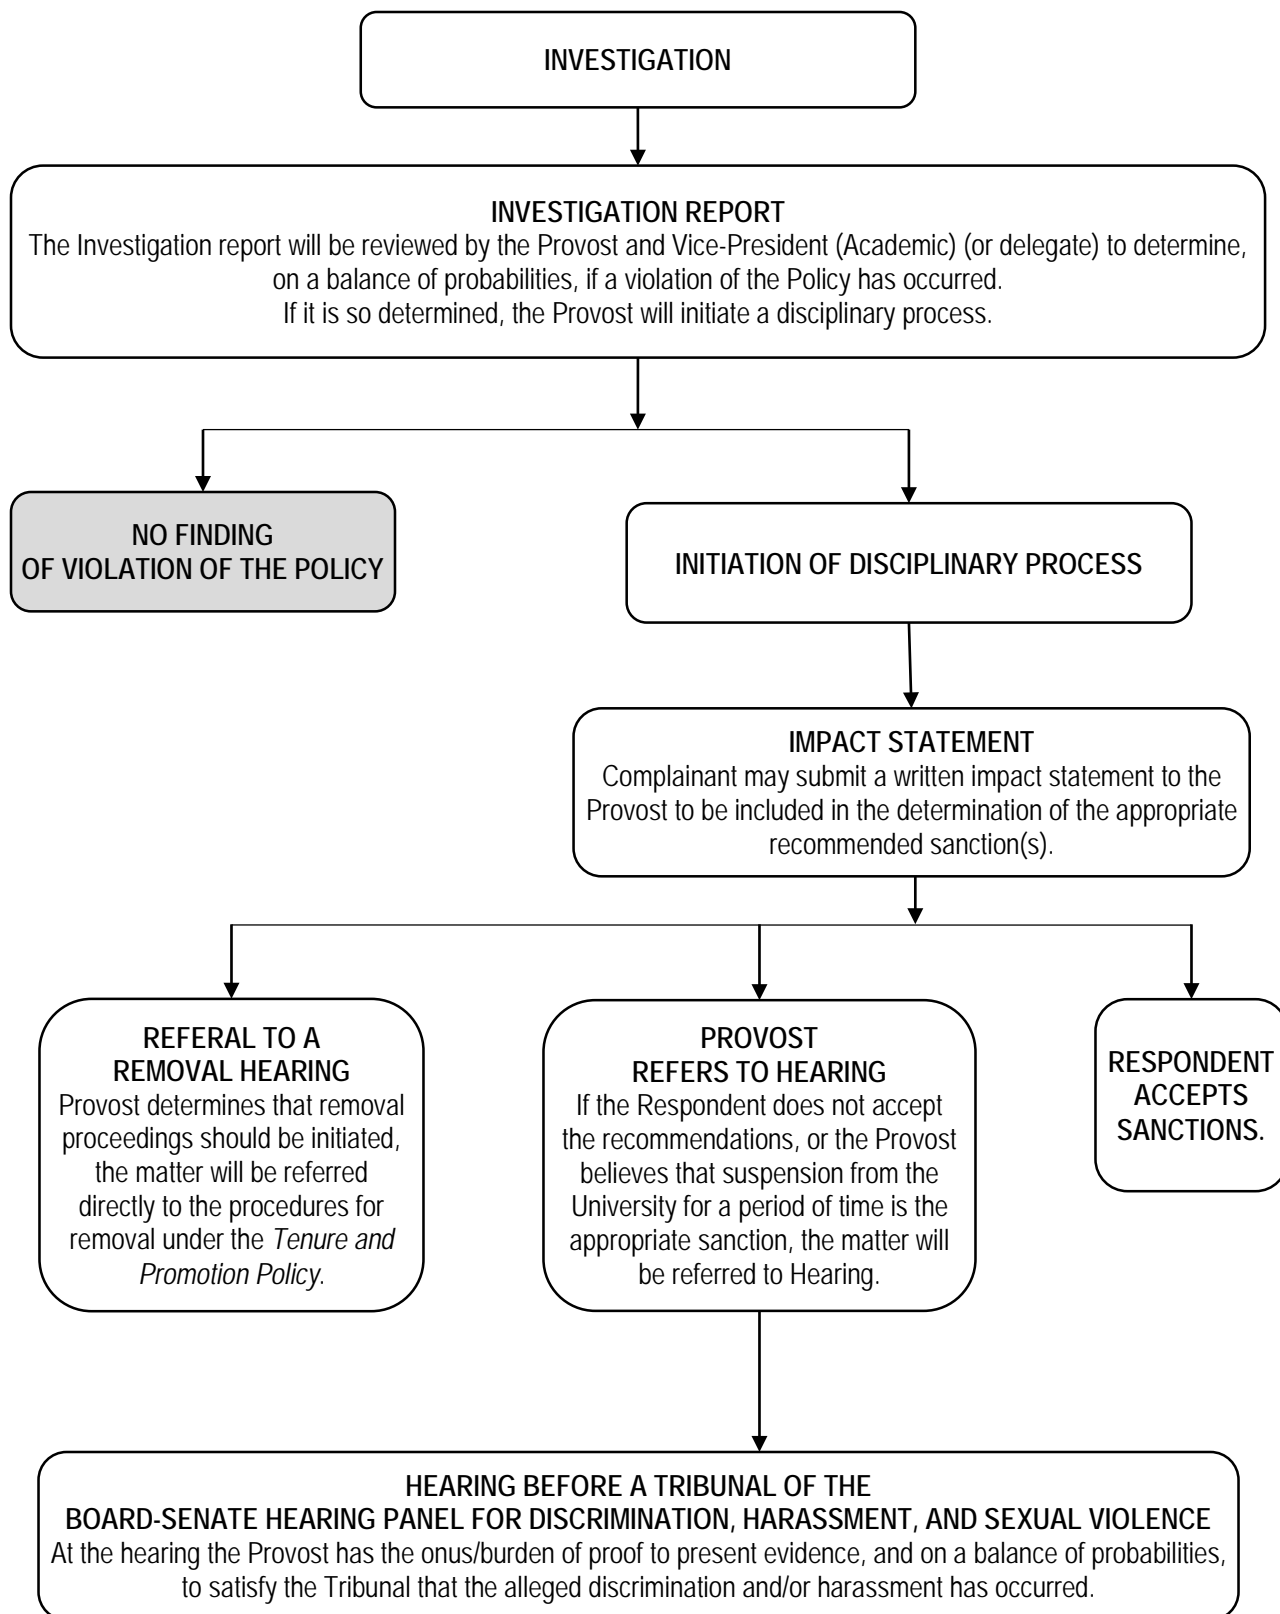 INVESTIGATION
INVESTIGATION REPORT
The Investigation report will be reviewed by the Provost and Vice-President (Academic) (or delegate) to determine,
on a balance of probabilities, if a violation of the Policy has occurred.
If it is so determined, the Provost will initiate a disciplinary process.
NO FINDING
OF VIOLATION OF THE POLICY
INITIATION OF DISCIPLINARY PROCESS
IMPACT STATEMENT
Complainant may submit a written impact statement to the
Provost to be included in the determination of the appropriate
recommended sanction(s).
REFERAL TO A
REMOVAL HEARING
Provost determines that removal
proceedings should be initiated,
the matter will be referred
directly to the procedures for
removal under the Tenure and
Promotion Policy.
PROVOST
REFERS TO HEARING
If the Respondent does not accept
the recommendations, or the Provost
believes that suspension from the
University for a period of time is the
appropriate sanction, the matter will
be referred to Hearing.
RESPONDENT
ACCEPTS
SANCTIONS.
HEARING BEFORE A TRIBUNAL OF THE
BOARD-SENATE HEARING PANEL FOR DISCRIMINATION, HARASSMENT, AND SEXUAL VIOLENCE
At the hearing the Provost has the onus/burden of proof to present evidence, and on a balance of probabilities,
to satisfy the Tribunal that the alleged discrimination and/or harassment has occurred.